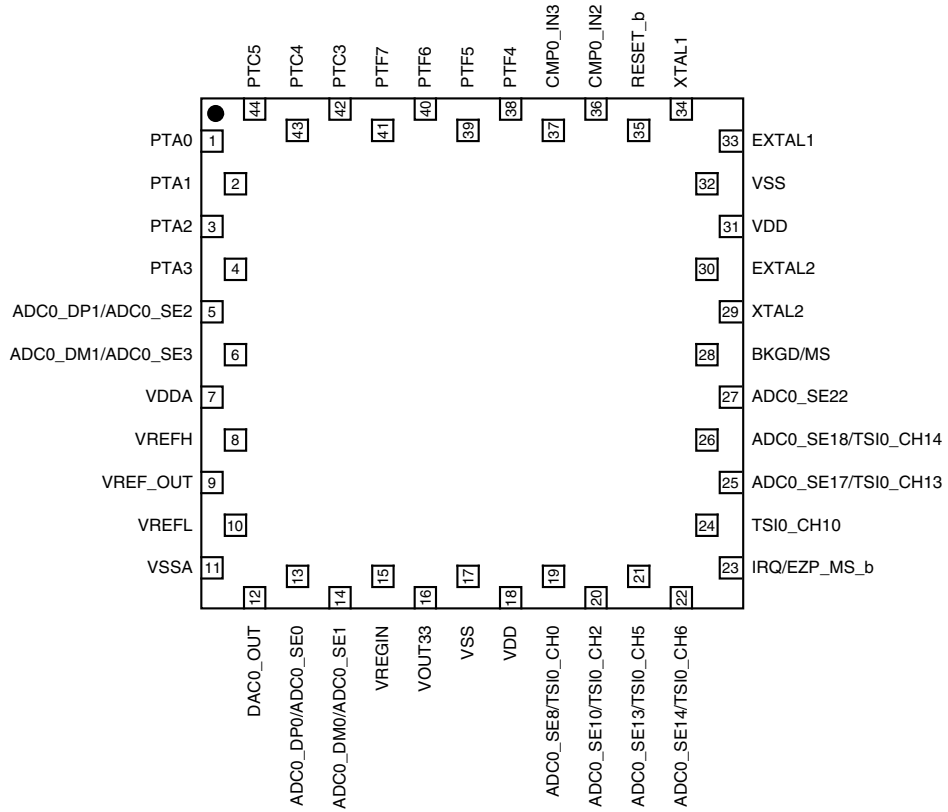 PTC5
PTC4
PTC3
PTF7
PTF6
PTF5
PTF4
CMP0_IN3
CMP0_IN2
RESET_b
XTAL1
44
43
42
41
40
39
38
37
36
35
34
PTA0 1
PTA1 2
PTA2 3
PTA3 4
ADC0_DP1/ADC0_SE2 5
ADC0_DM1/ADC0_SE3 6
VDDA 7
VREFH 8
VREF_OUT 9
VREFL 10
VSSA 11
33 EXTAL1
32 VSS
31 VDD
30 EXTAL2
29 XTAL2
28 BKGD/MS
27 ADC0_SE22
26 ADC0_SE18/TSI0_CH14
25 ADC0_SE17/TSI0_CH13
24 TSI0_CH10
23 IRQ/EZP_MS_b
12
13
14
15
16
17
18
19
20
21
22
DAC0_OUT
ADC0_DP0/ADC0_SE0
ADC0_DM0/ADC0_SE1
VREGIN
VOUT33
VSS
VDD
ADC0_SE8/TSI0_CH0
ADC0_SE10/TSI0_CH2
ADC0_SE13/TSI0_CH5
ADC0_SE14/TSI0_CH6